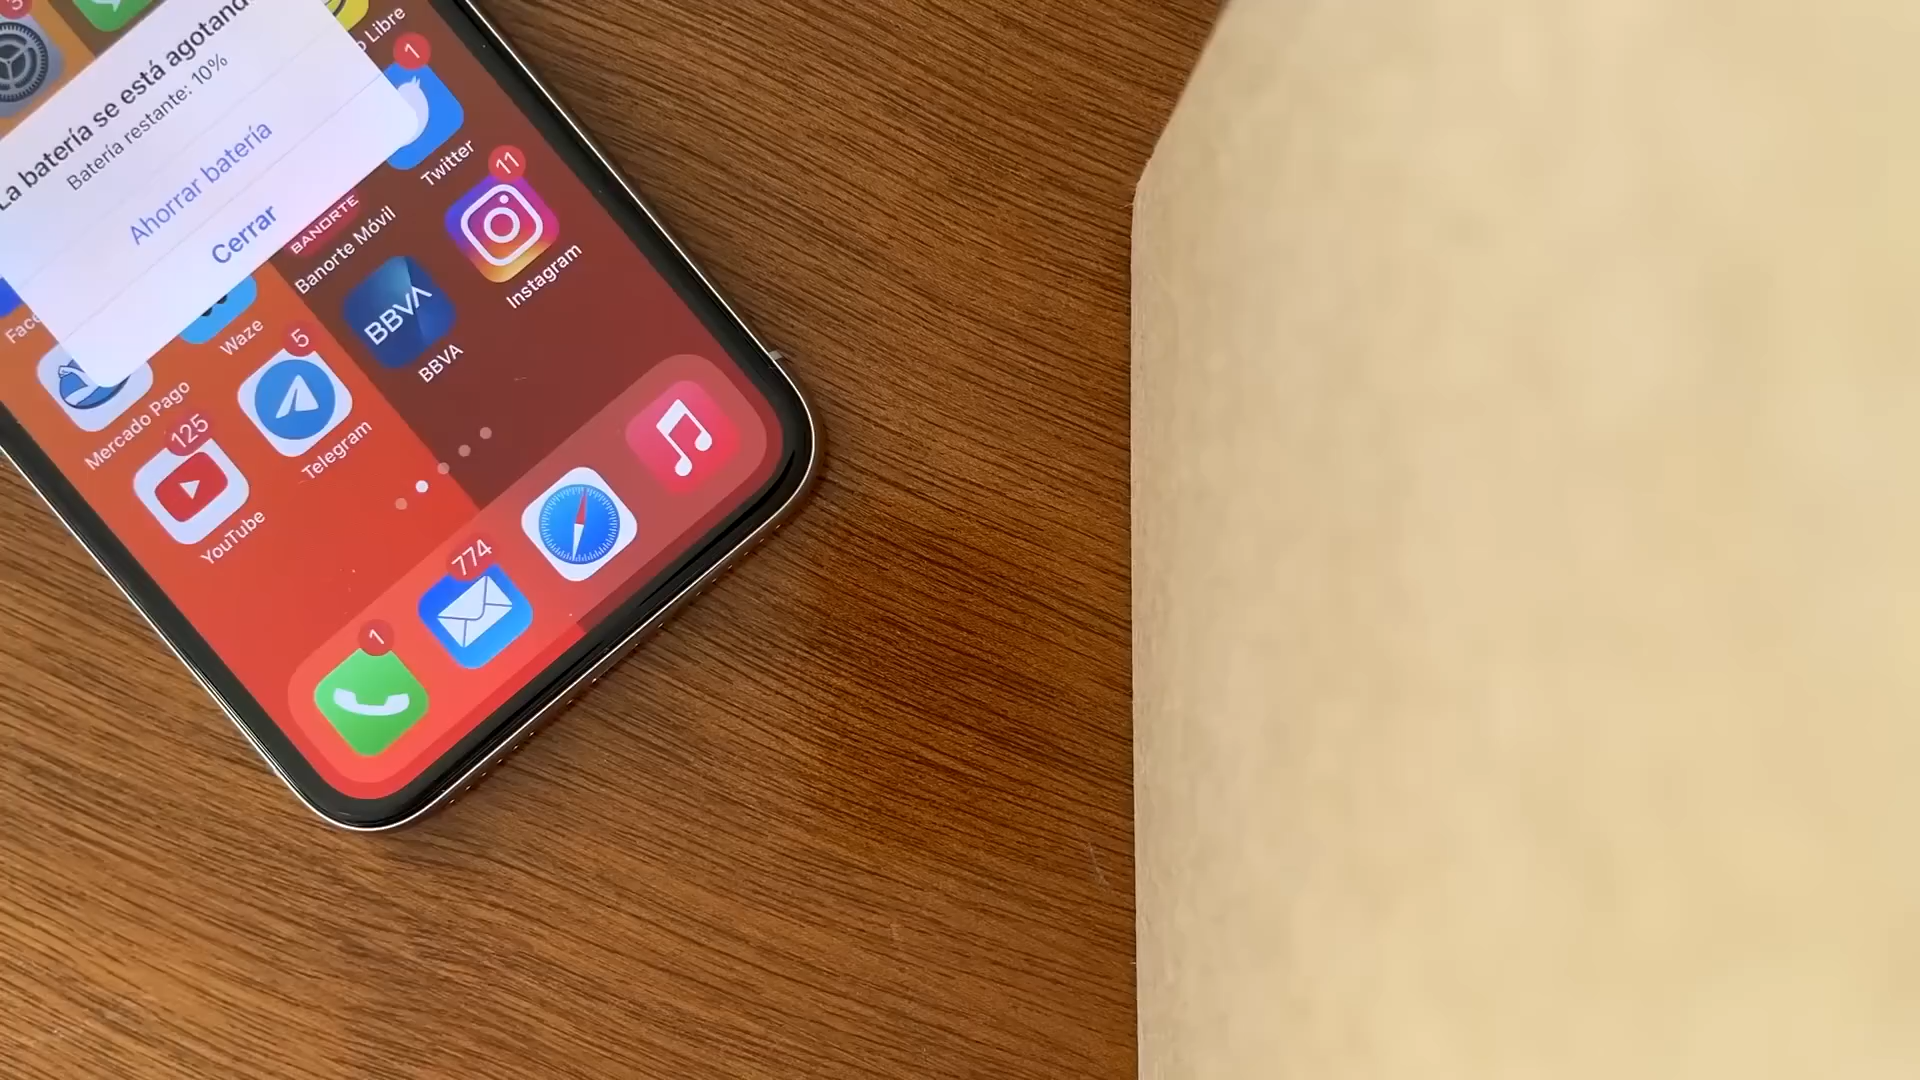 La batería se está agotand
Batería restante: 10%
Ahorrar batería
Cerrar
Libre
1
Twitter
11
Instagram
BANORTE
Banorte Móvil
BBVA
BBVA
Face
Waze
Mercado Pago
5
Telegram
125
YouTube
774
1